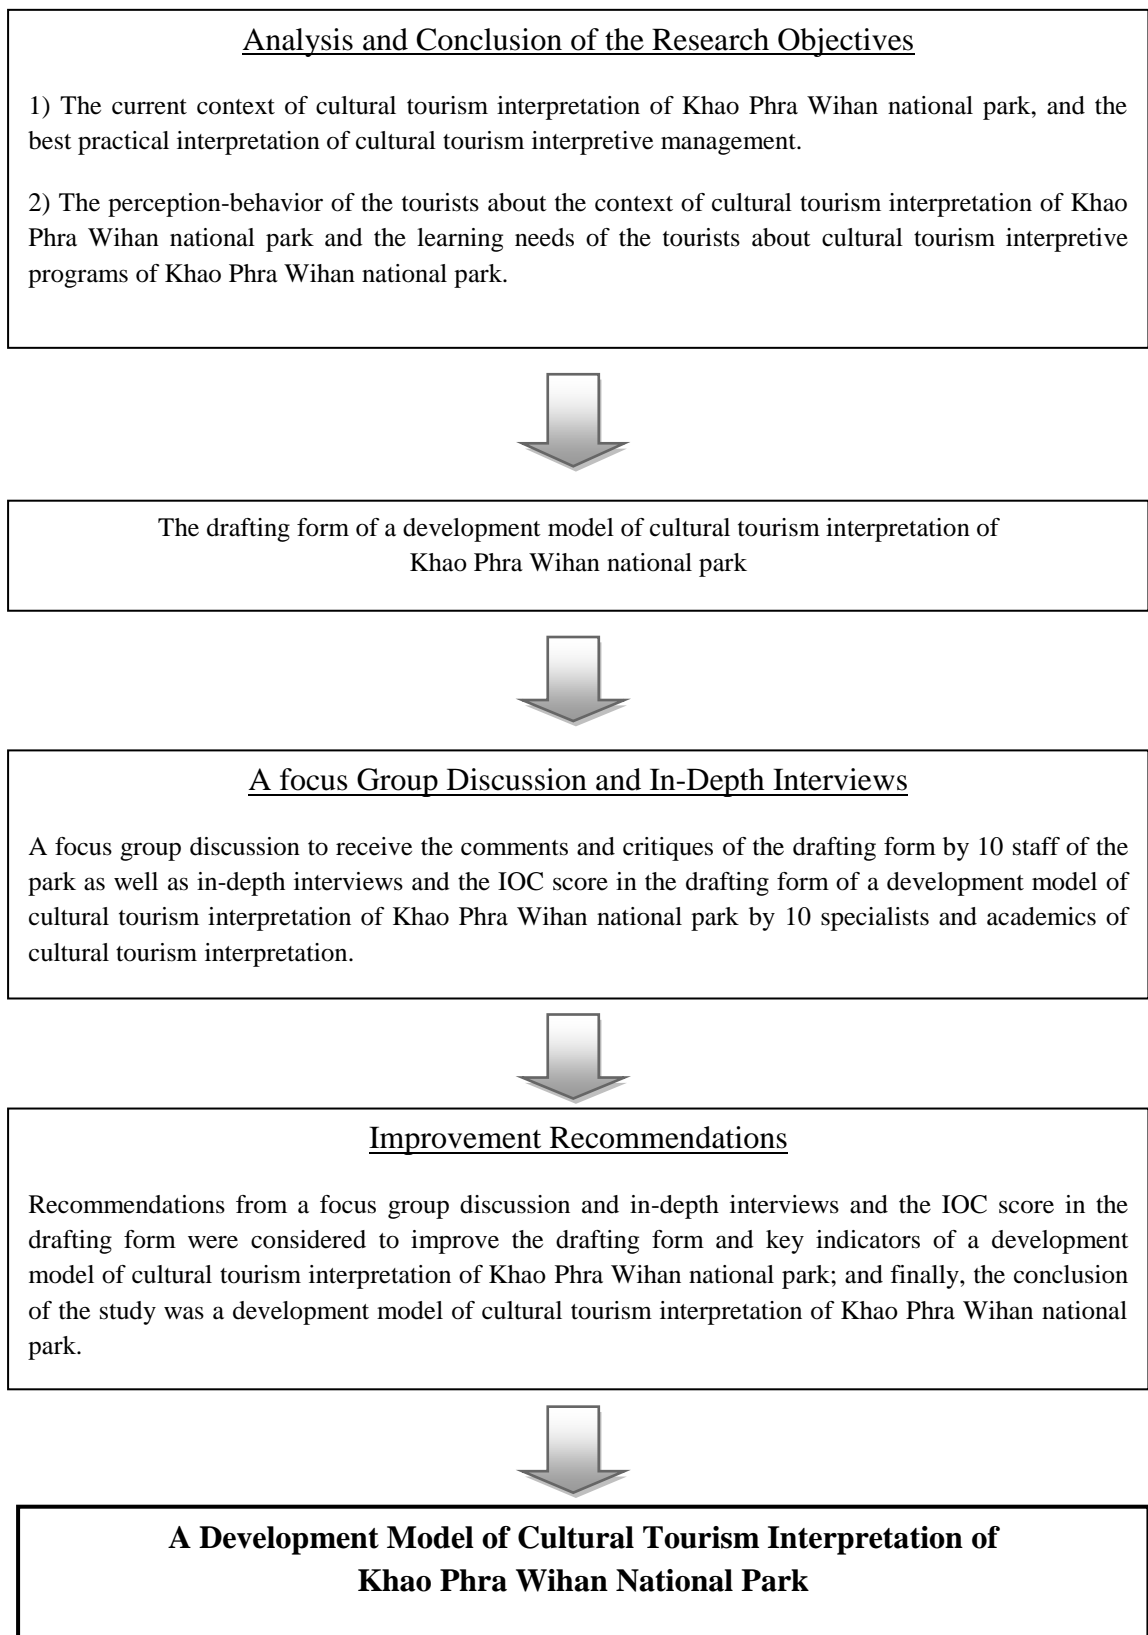 Analysis and Conclusion of the Research Objectives
1) The current context of cultural tourism interpretation of Khao Phra Wihan national park, and the
best practical interpretation of cultural tourism interpretive management.
2) The perception-behavior of the tourists about the context of cultural tourism interpretation of Khao
Phra Wihan national park and the learning needs of the tourists about cultural tourism interpretive
programs of Khao Phra Wihan national park.
The drafting form of a development model of cultural tourism interpretation of
Khao Phra Wihan national park
A focus Group Discussion and In-Depth Interviews
A focus group discussion to receive the comments and critiques of the drafting form by 10 staff of the
park as well as in-depth interviews and the IOC score in the drafting form of a development model of
cultural tourism interpretation of Khao Phra Wihan national park by 10 specialists and academics of
cultural tourism interpretation.
Improvement Recommendations
Recommendations from a focus group discussion and in-depth interviews and the IOC score in the
drafting form were considered to improve the drafting form and key indicators of a development
model of cultural tourism interpretation of Khao Phra Wihan national park; and finally, the conclusion
of the study was a development model of cultural tourism interpretation of Khao Phra Wihan national
park.
A Development Model of Cultural Tourism Interpretation of
Khao Phra Wihan National Park